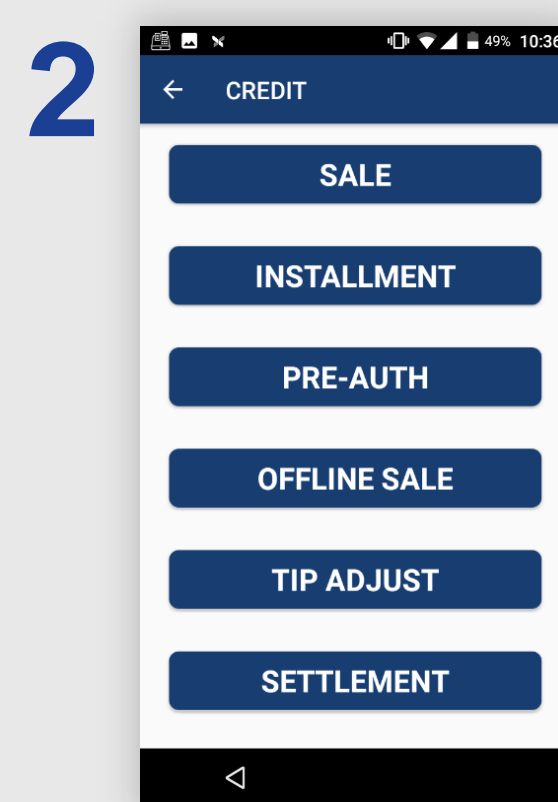 2
49% 10:36
CREDIT
SALE
INSTALLMENT
PRE-AUTH
OFFLINE SALE
TIP ADJUST
SETTLEMENT